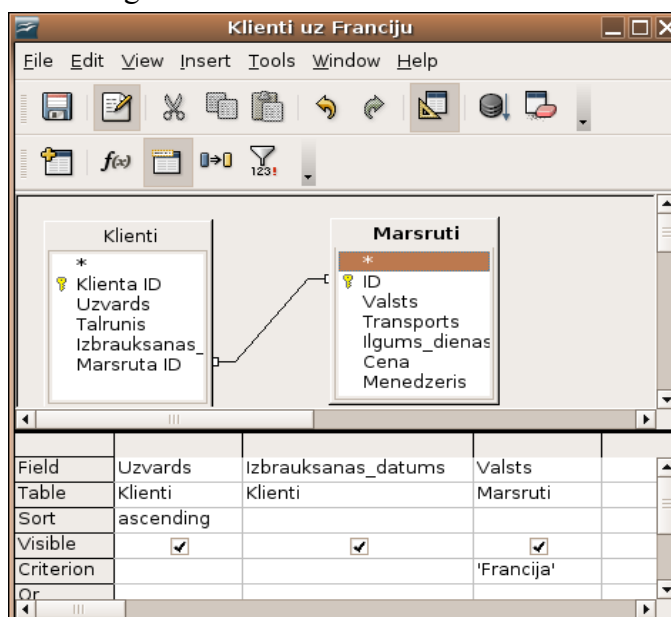 Klienti uz Franciju
File Edit View Insert Tools Window Help
f(x) 123!
Klienti
*
Klienta ID
Uzvards
Talrunis
Izbrauksanas_
Marsruta ID
Marsruti
*
ID
Valsts
Transports
Ilgums_dienas
Cena
Menedzeris
Field Uzvards Izbrauksanas_datums Valsts
Table Klienti Klienti Marsruti
Sort ascending
Visible
Criterion 'Francija'
Or